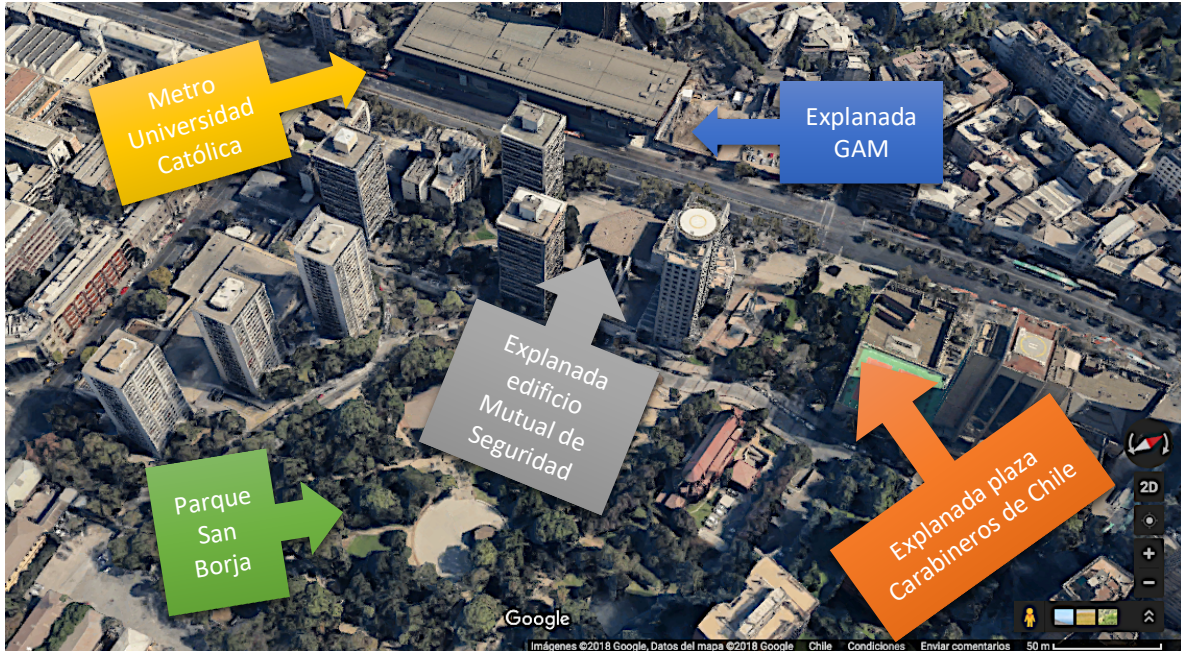 Metro
Universidad
Católica
Explanada
GAM
Explanada
edificio
Mutual de
Seguridad
Explanada plaza
Carabineros de Chile
Parque
San
Borja
2D
Google
Imágenes ©2018 Google, Datos del mapa ©2018 Google Chile Condiciones Enviar comentarios 50 m